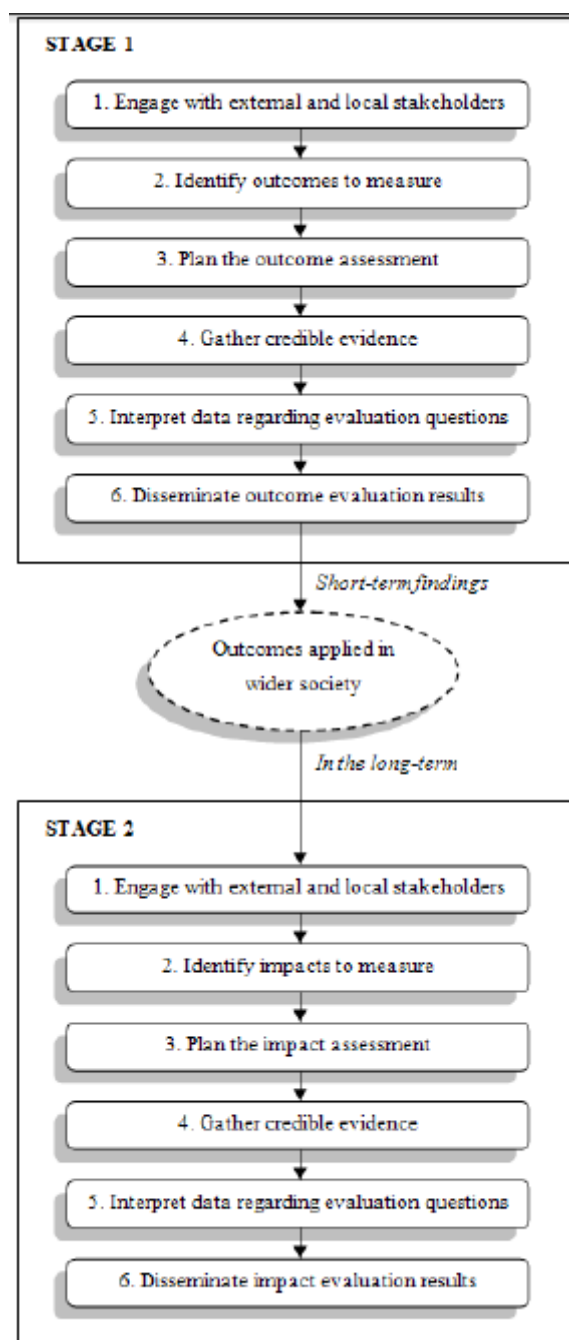 STAGE 1
1. Engage with external and local stakeholders
2. Identify outcomes to measure
3. Plan the outcome assessment
4. Gather credible evidence
5. Interpret data regarding evaluation questions
6. Disseminate outcome evaluation results
Short-term findings
Outcomes applied in
wider society
In the long-term
STAGE 2
1. Engage with external and local stakeholders
2. Identify impacts to measure
3. Plan the impact assessment
4. Gather credible evidence
5. Interpret data regarding evaluation questions
6. Disseminate impact evaluation results